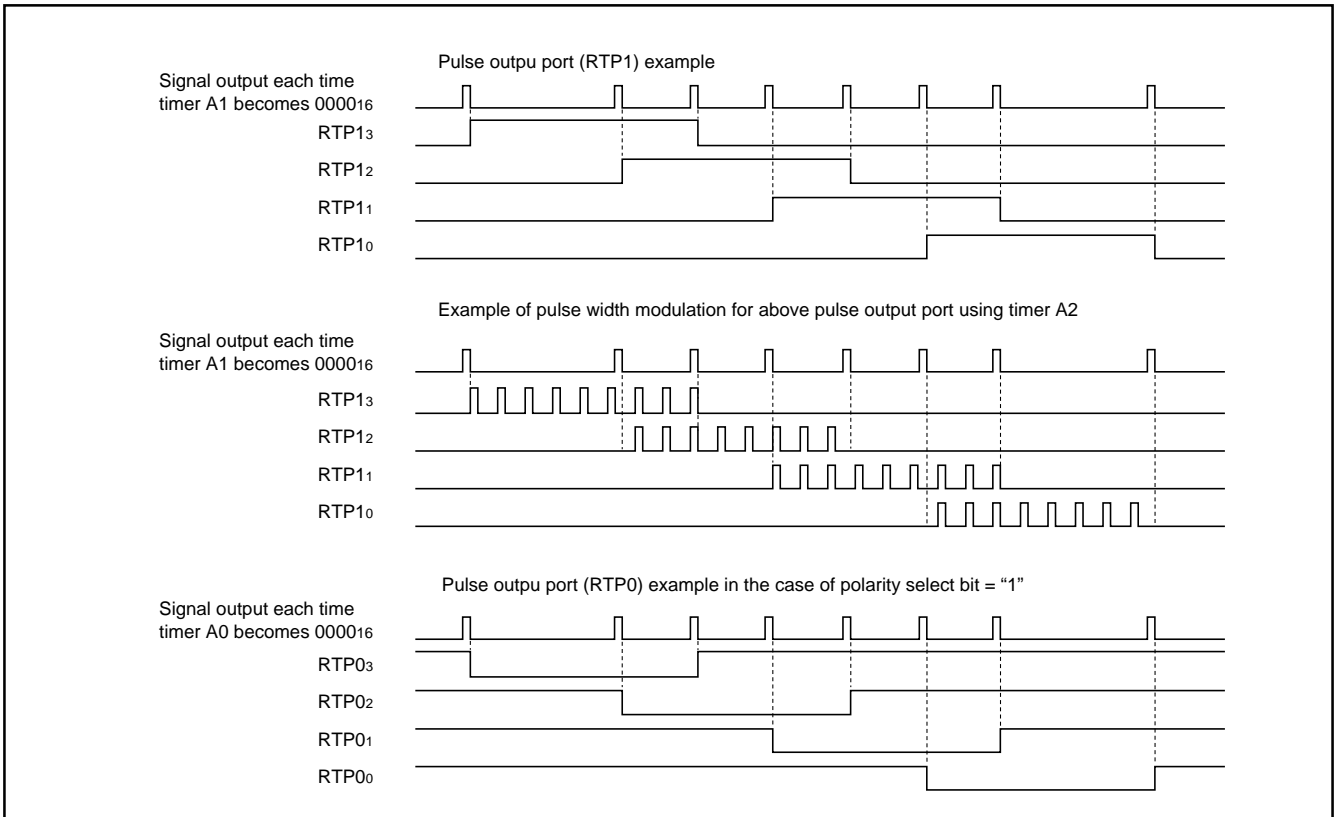 Pulse outpu port (RTP1) example
Signal output each time
timer A1 becomes 000016
RTP13
RTP12
RTP11
RTP10
Example of pulse width modulation for above pulse output port using timer A2
Signal output each time
timer A1 becomes 000016
RTP13
RTP12
RTP11
RTP10
Pulse outpu port (RTP0) example in the case of polarity select bit = “1”
Signal output each time
timer A0 becomes 000016
RTP03
RTP02
RTP01
RTP00